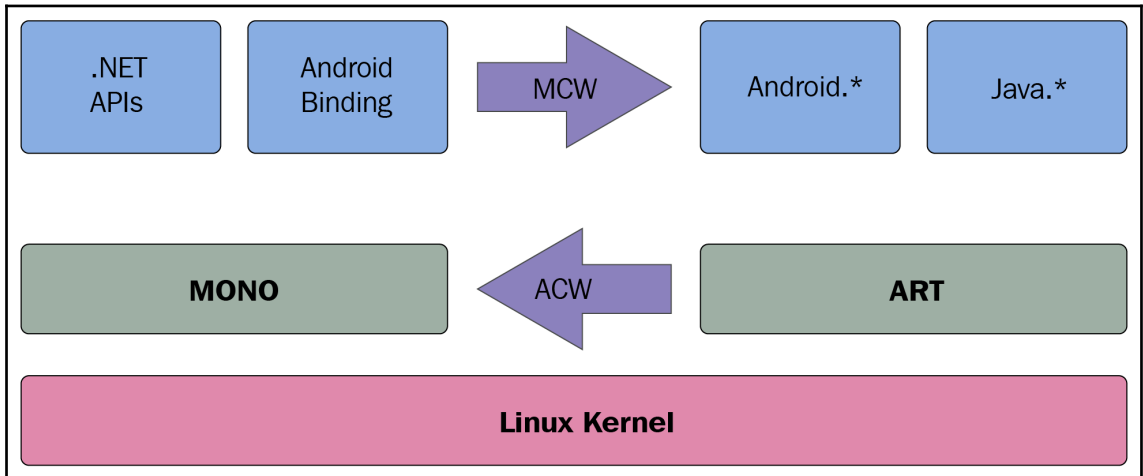 .NET
APIs
Android
Binding
MCW
Android.*
Java.*
MONO
ACW
ART
Linux Kernel